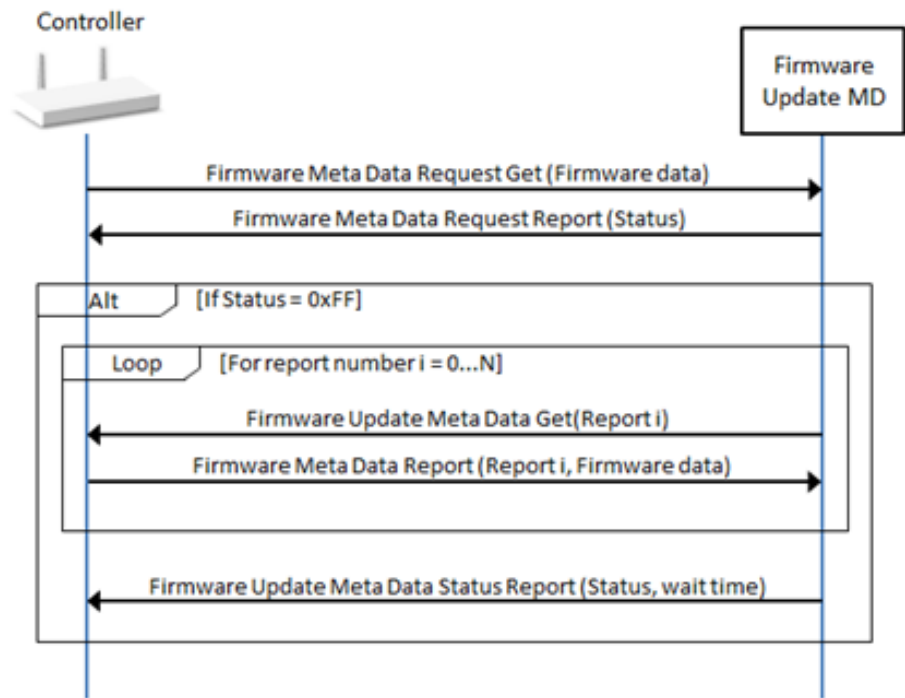 Controller
Firmware
Update MD
Firmware Meta Data Request Get (Firmware data)
Firmware Meta Data Request Report (Status)
Alt
[If Status = 0xFF]
Loop
[For report number i = 0...N]
Firmware Update Meta Data Get(Report i)
Firmware Meta Data Report (Report i, Firmware data)
Firmware Update Meta Data Status Report (Status, wait time)